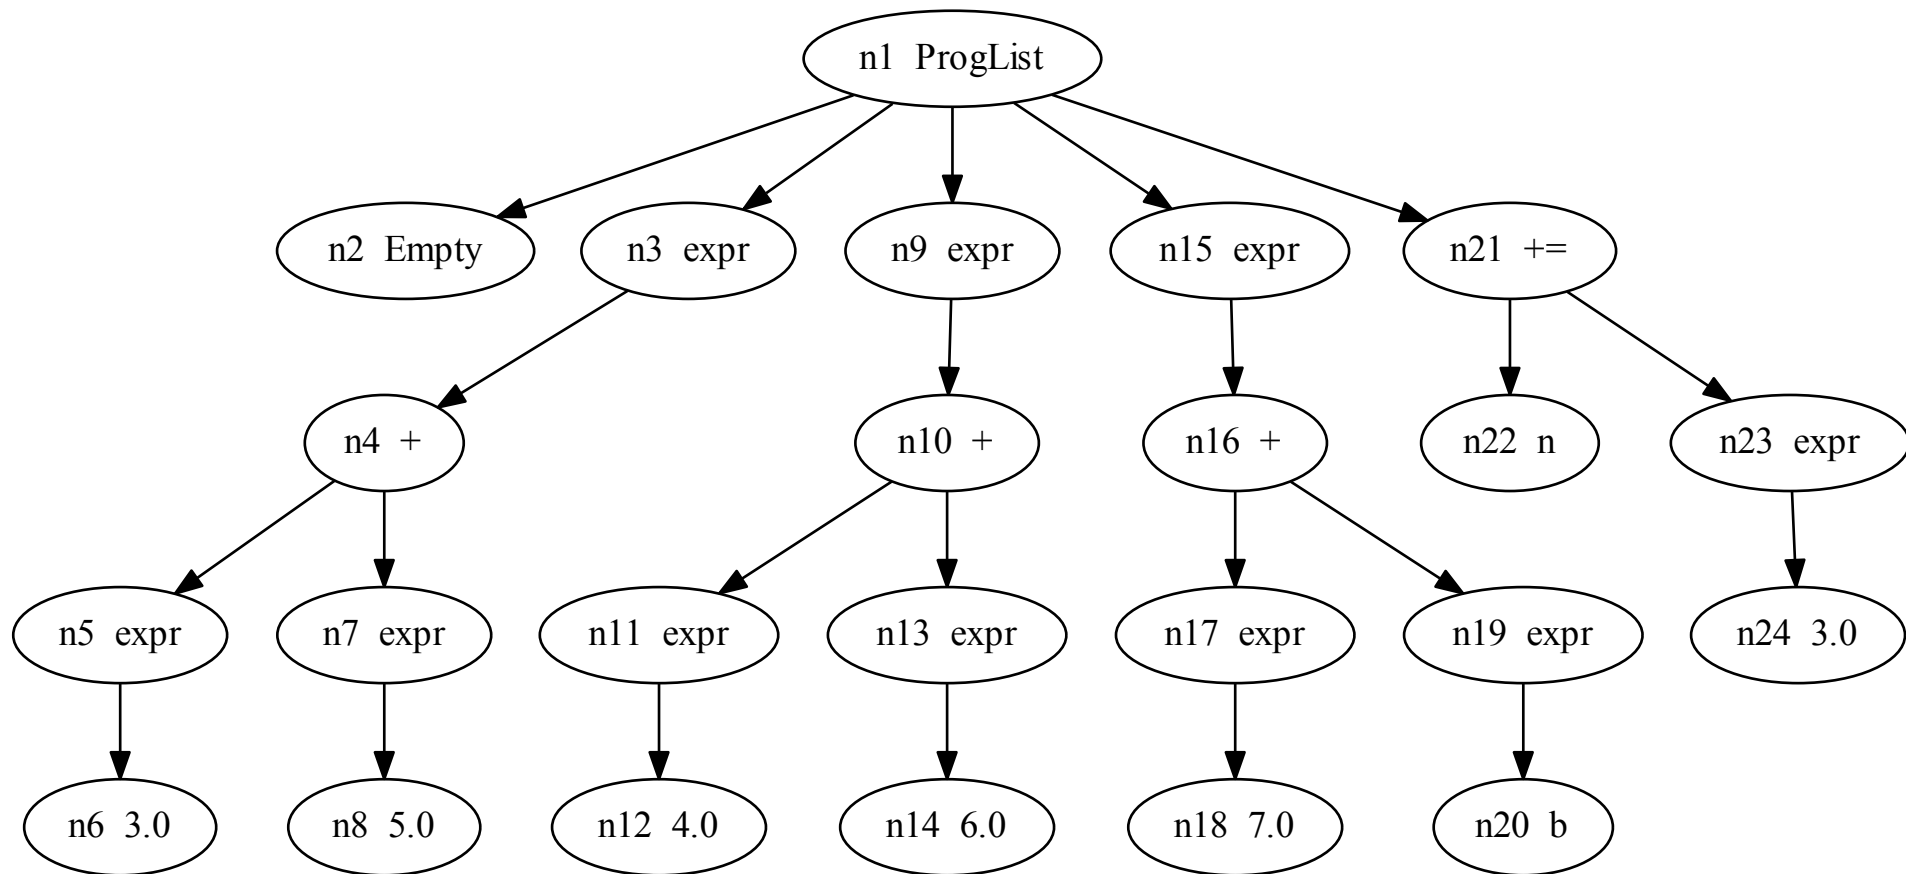 n1 ProgList
n2 Empty
n3 expr
n9 expr
n15 expr
n21 +=
n4 +
n10 +
n16 +
n22 n
n23 expr
n5 expr
n7 expr
n11 expr
n13 expr
n17 expr
n19 expr
n24 3.0
n6 3.0
n8 5.0
n12 4.0
n14 6.0
n18 7.0
n20 b